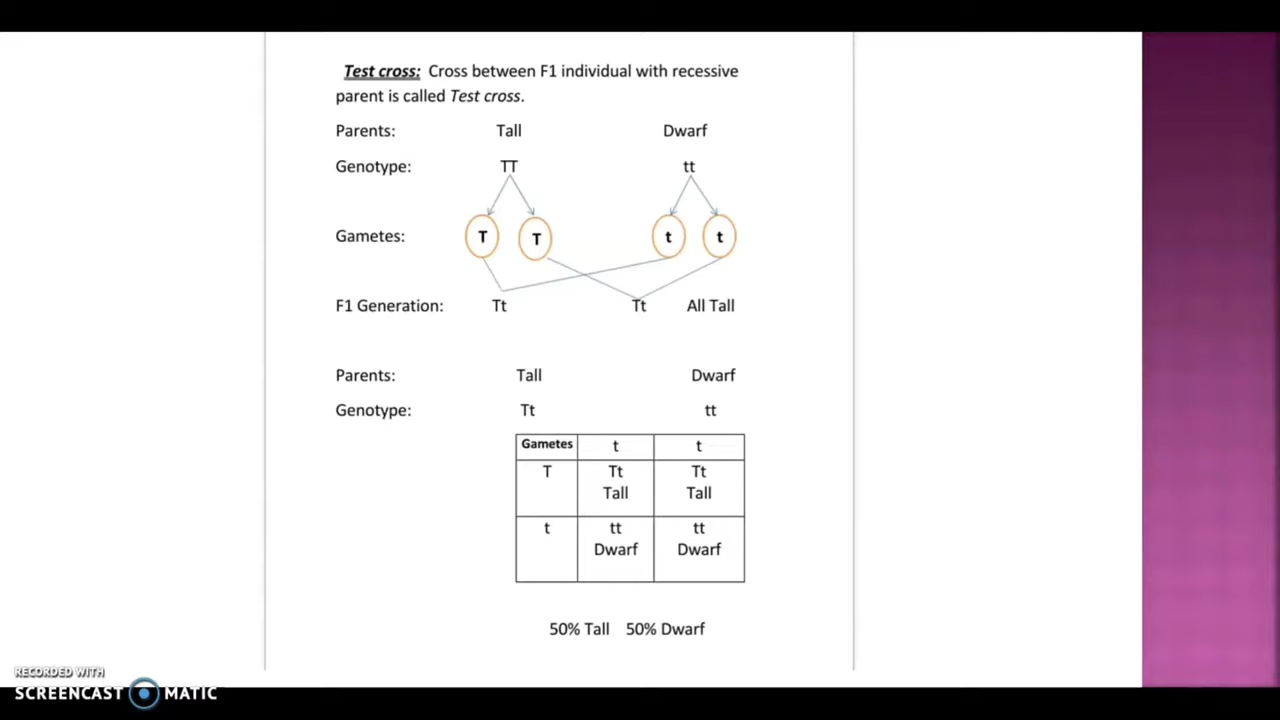 Test cross: Cross between F1 individual with recessive
parent is called Test cross.
Parents: Tall Dwarf
Genotype: TT tt
Gametes: T T t t
F1 Generation: Tt Tt All Tall
Parents: Tall Dwarf
Genotype: Tt tt
Gametes t t
T Tt Tt
Tall Tall
t tt tt
Dwarf Dwarf
50% Tall 50% Dwarf
RECORDED WITH
SCREENCAST MATIC